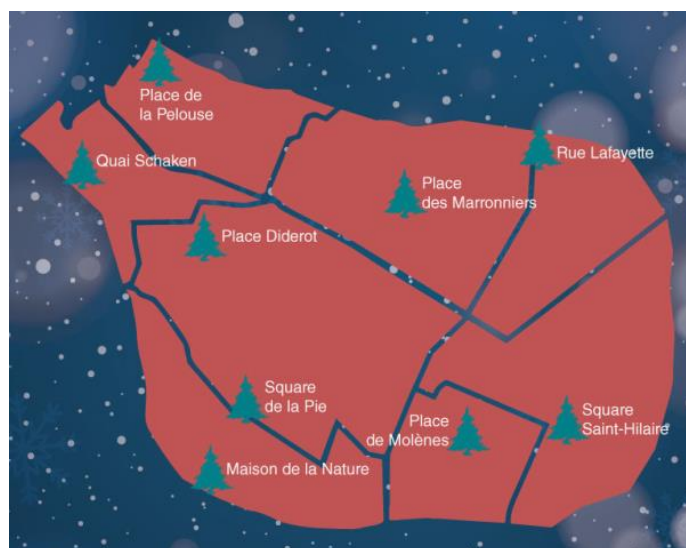 Place de
la Pelouse
Quai Schaken
Rue Lafayette
Place
des Marronniers
Place Diderot
Square
de la Pie
Place
de Molènes
Square
Saint-Hilaire
Maison de la Nature